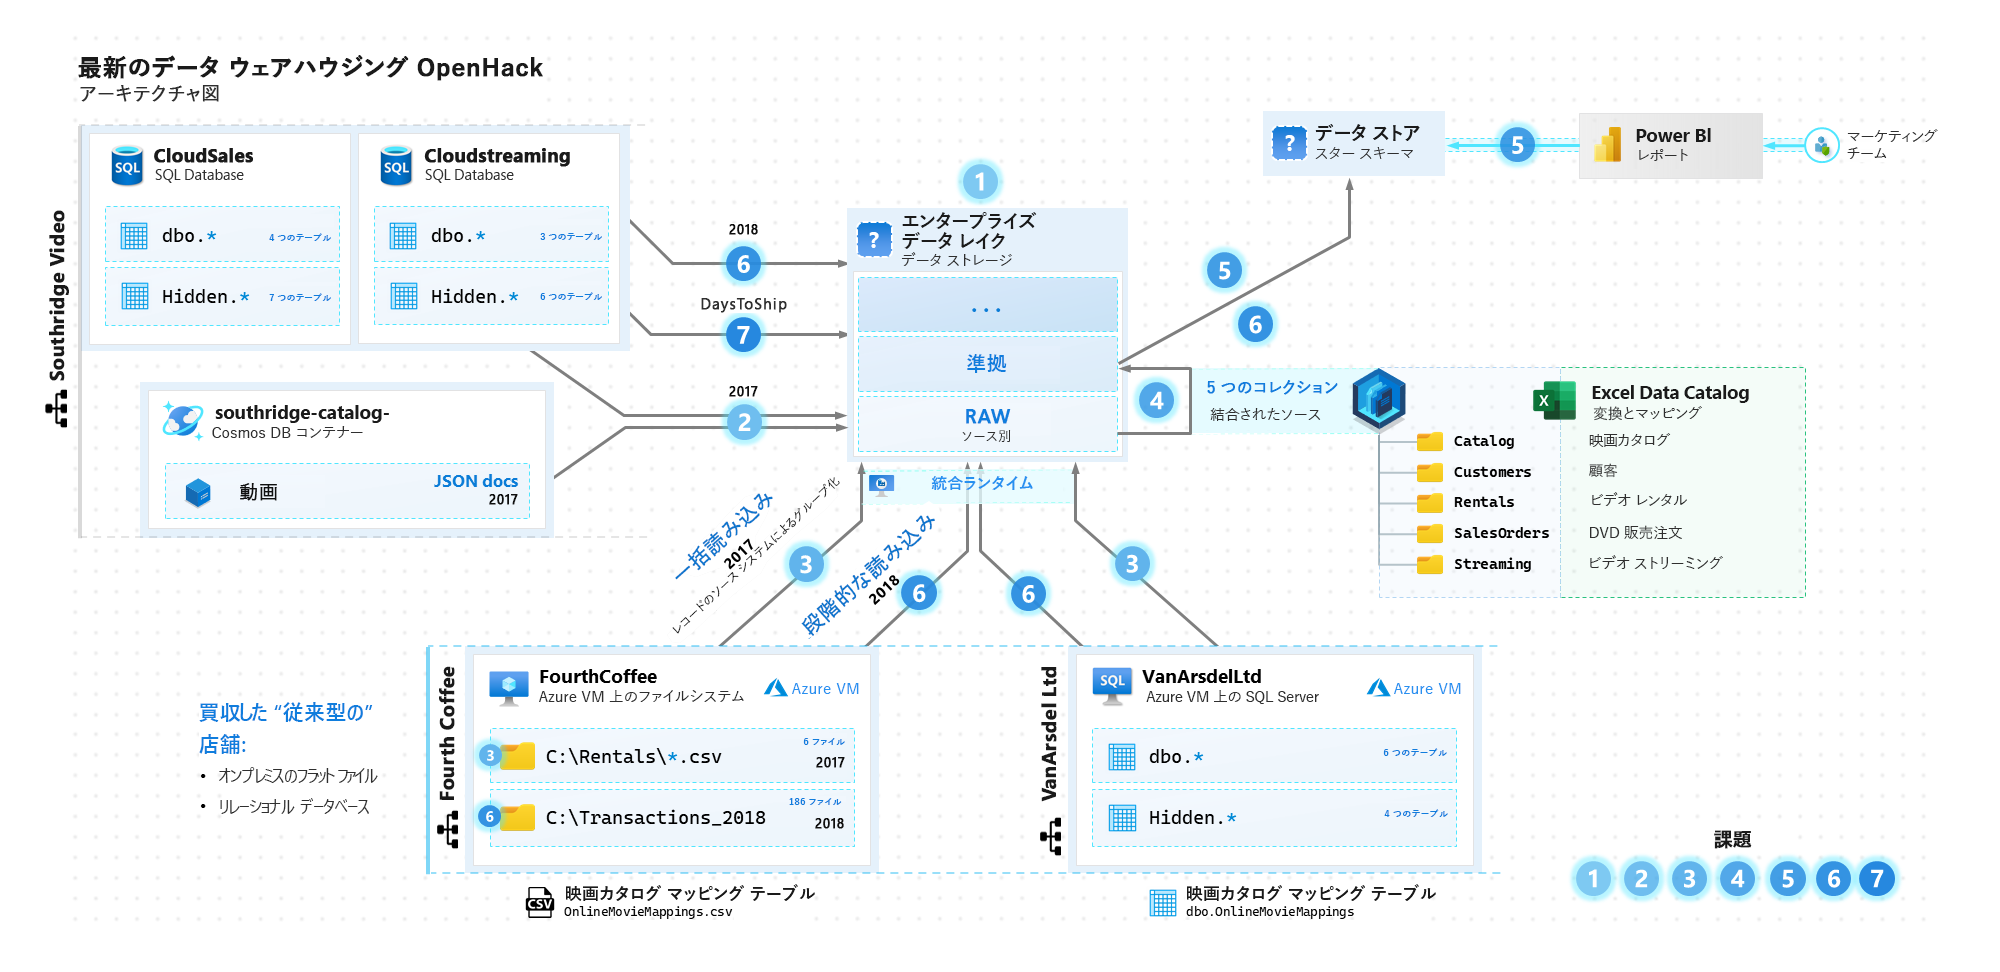 最新のデータ ウェアハウジング OpenHack
アーキテクチャ図
Southridge Video
SQL
CloudSales
SQL Database
dbo.*
4 つのテーブル
Hidden.*
7 つのテーブル
SQL
Cloudstreaming
SQL Database
dbo.*
3 つのテーブル
Hidden.*
6 つのテーブル
southridge-catalog-
Cosmos DB コンテナー
動画
JSON docs
2017
2018
6
DaysToShip
7
2017
2
1
?
エンタープライズ
データ レイク
データ ストレージ
...
準拠
RAW
ソース別
統合ランタイム
5
6
4
?
データ ストア
スター スキーマ
5
Power BI
レポート
マーケティング
チーム
5 つのコレクション
結合されたソース
X
Excel Data Catalog
変換とマッピング
Catalog
映画カタログ
Customers
顧客
Rentals
ビデオ レンタル
SalesOrders
DVD 販売注文
Streaming
ビデオ ストリーミング
一括読み込み
2017
レコードのソース システムによるグループ化
3
段階的な読み込み
2018
6
6
3
買収した “従来型の”
店舗:
• オンプレミスのフラット ファイル
• リレーショナル データベース
Fourth Coffee
FourthCoffee
Azure VM 上のファイルシステム
Azure VM
3
C:\Rentals\*.csv
6 ファイル
2017
6
C:\Transactions_2018
186 ファイル
2018
CSV
映画カタログ マッピング テーブル
OnlineMovieMappings.csv
VanArsdel Ltd
SQL
VanArsdelLtd
Azure VM 上の SQL Server
Azure VM
dbo.*
6 つのテーブル
Hidden.*
4 つのテーブル
映画カタログ マッピング テーブル
dbo.OnlineMovieMappings
課題
1 2 3 4 5 6 7